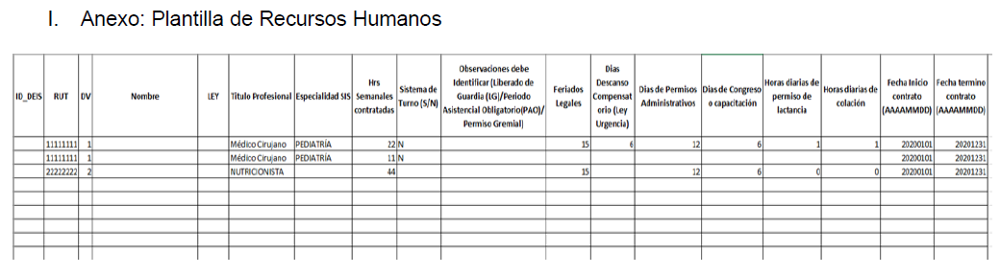 I. Anexo: Plantilla de Recursos Humanos
ID_DEIS RUT DV Nombre LEY Titulo Profesional Especialidad SIS Hrs Semanales contratadas Sistema de Turno (S/N) Observaciones debe Identificar (Liberado de Guardia (LG)/Periodo Asistencial Obligatorio(PAO)/ Permiso Gremial) Feriados Legales Dias Descanso Compensat orio (Ley Urgencia) Dias de Permisos Administrativos Dias de Congreso o capacitación Horas diarias de permiso de lactancia Horas diarias de colación Fecha Inicio contrato (AAAAMMDD) Fecha termino contrato (AAAAMMDD)
11111111 1 Médico Cirujano PEDIATRÍA 22 N 15 6 12 6 1 1 20200101 20201231
11111111 1 Médico Cirujano PEDIATRÍA 11 N 20200101 20201231
22222222 2 NUTRICIONISTA 44 15 12 6 0 0 20200101 20201231